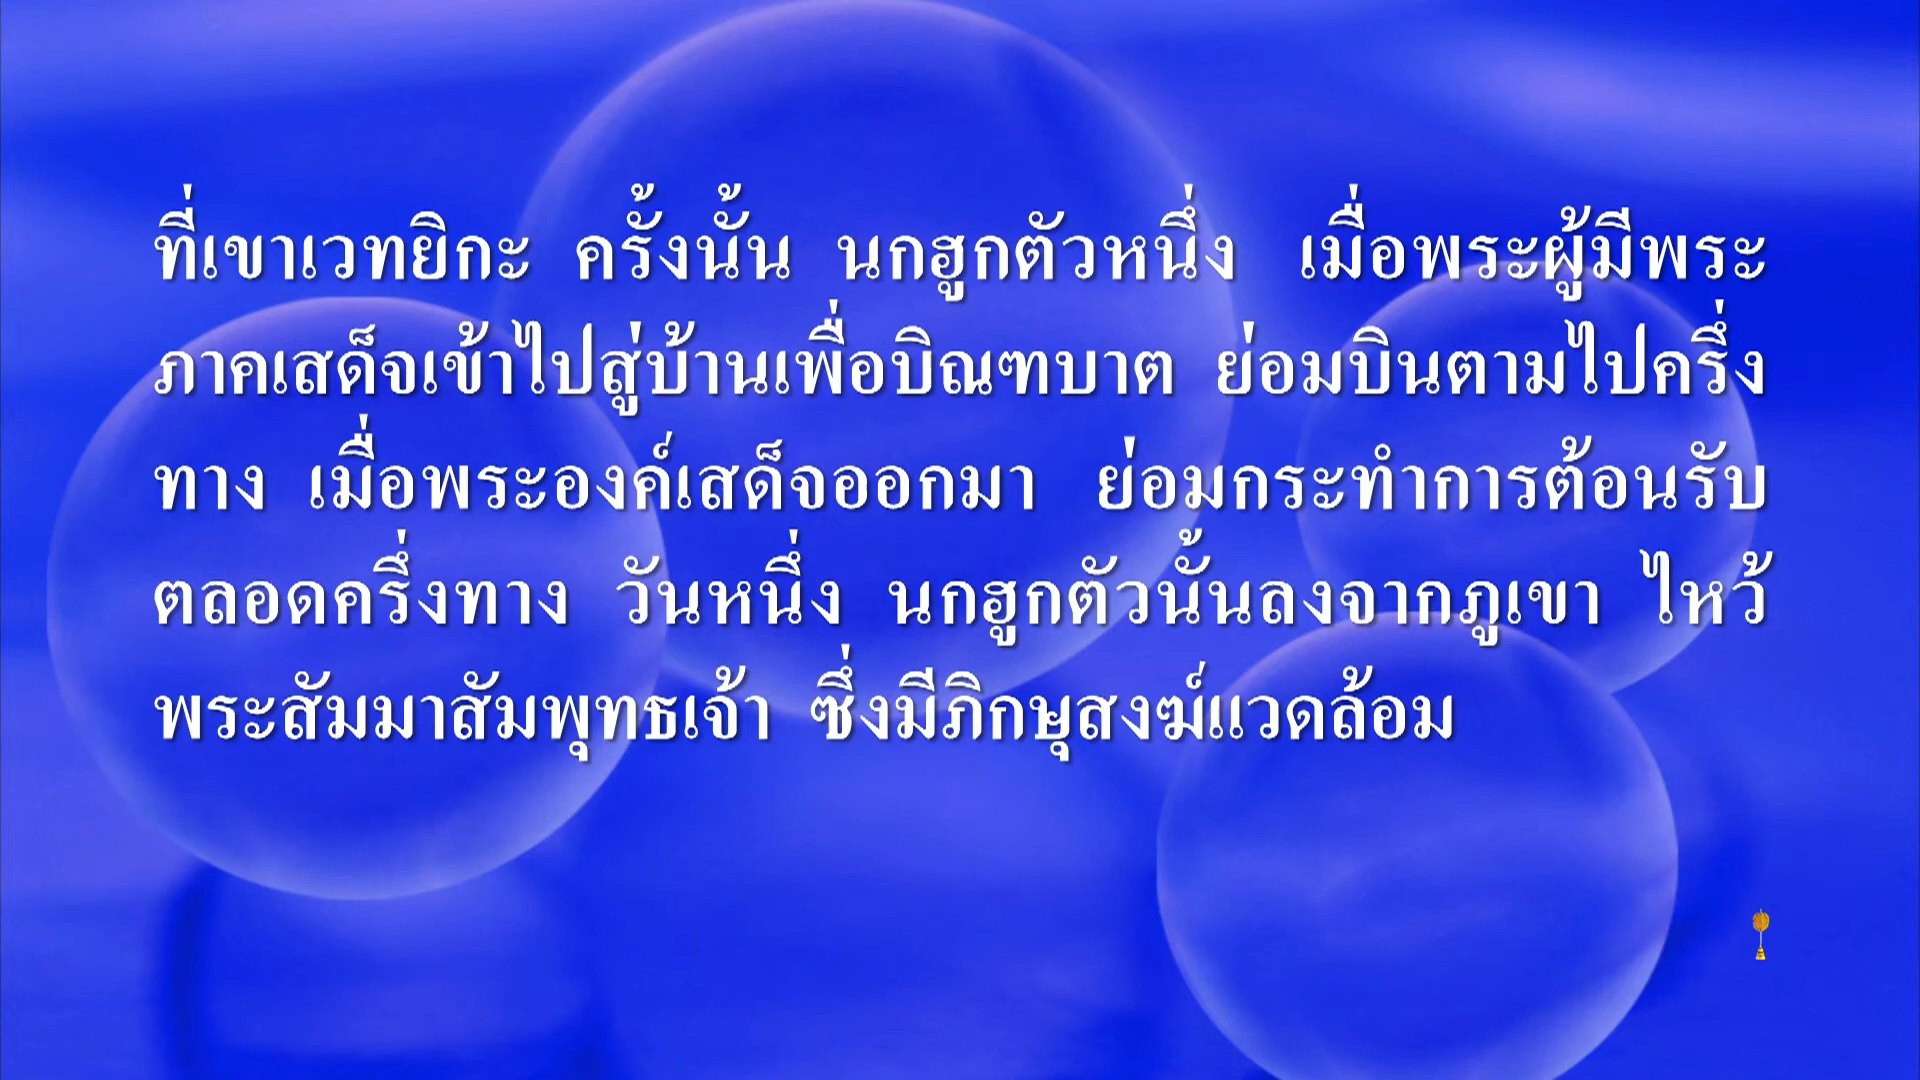 ที่เขาเวทยิกะ ครั้งนั้น นกฮูกตัวหนึ่ง เมื่อพระผู้มีพระ
ภาคเสด็จเข้าไปสู่บ้านเพื่อบิณฑบาต ย่อมบินตามไปครึ่ง
ทาง เมื่อพระองค์เสด็จออกมา ย่อมกระทำการต้อนรับ
ตลอดครึ่งทาง วันหนึ่ง นกฮูกตัวนั้นลงจากภูเขา ไหว้
พระสัมมาสัมพุทธเจ้า ซึ่งมีภิกษุสงฆ์แวดล้อม